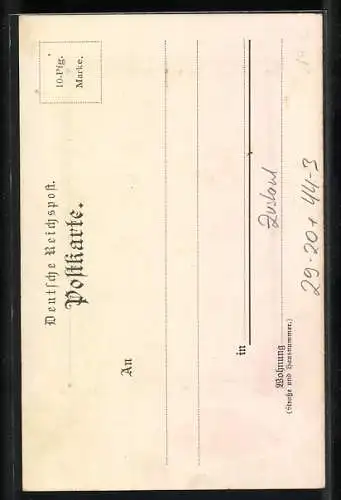 Deutsche Reichspost.
Postkarte.
10-Pfg.
Marke.
An
in
Wohnung
(Straße und Hausnummer.)
29-20+44-3